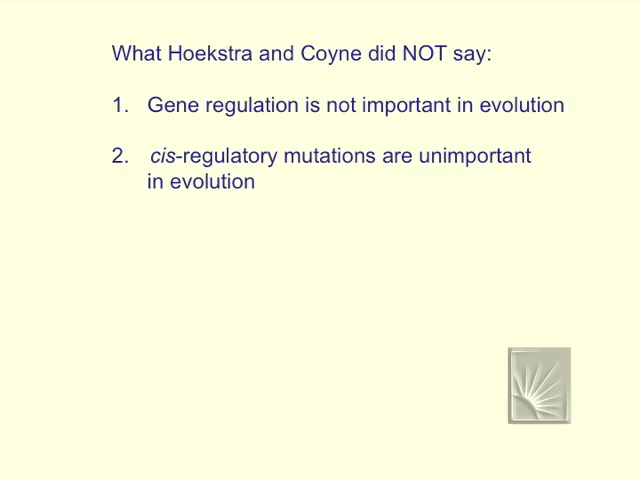 What Hoekstra and Coyne did NOT say:
1. Gene regulation is not important in evolution
2. cis-regulatory mutations are unimportant
in evolution